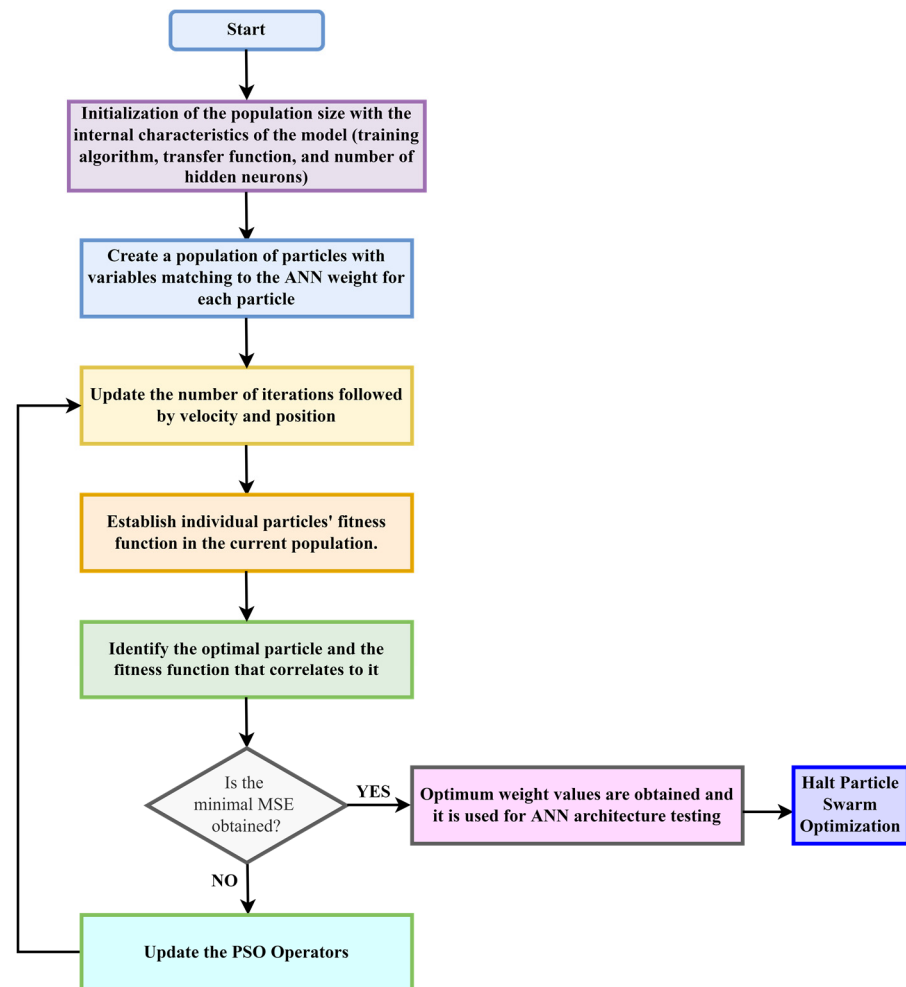 Start
Initialization of the population size with the
internal characteristics of the model (training
algorithm, transfer function, and number of
hidden neurons)
Create a population of particles with
variables matching to the ANN weight for
each particle
Update the number of iterations followed
by velocity and position
Establish individual particles' fitness
function in the current population.
Identify the optimal particle and the
fitness function that correlates to it
Is the
minimal MSE
obtained?
YES
Optimum weight values are obtained and
it is used for ANN architecture testing
Halt Particle
Swarm
Optimization
NO
Update the PSO Operators